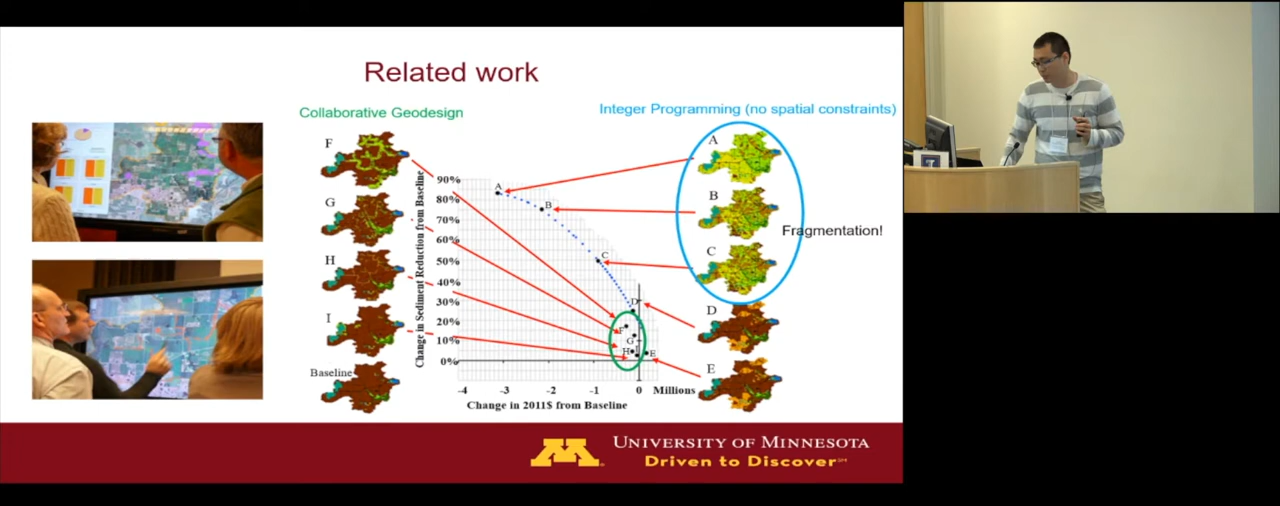 Related work
Collaborative Geodesign
Integer Programming (no spatial constraints)
F
G
H
I
Baseline
Change in Sediment Reduction from Baseline
90%
80%
70%
60%
50%
40%
30%
20%
10%
0%
A
B
C
D
F
G
H
E
-4
-3
-2
-1
0
Millions
Change in 2011$ from Baseline
A
B
C
D
E
Fragmentation!
UNIVERSITY OF MINNESOTA
Driven to Discover